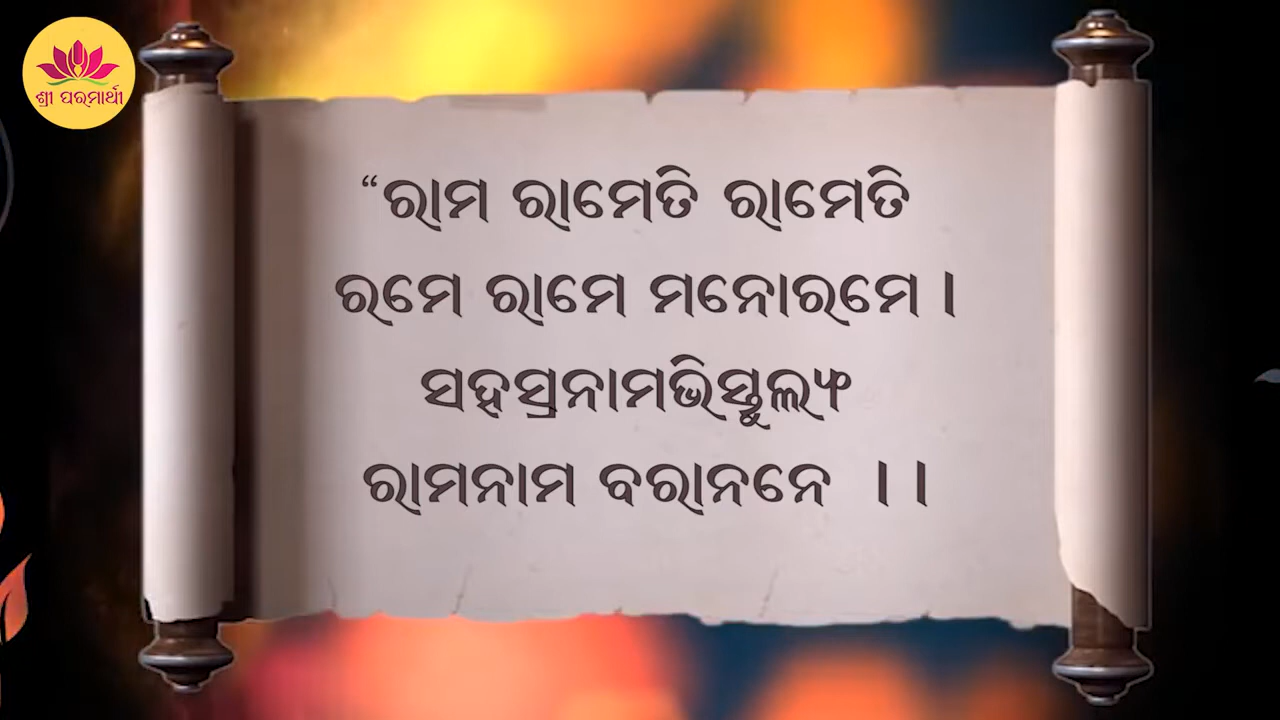 ଶ୍ରୀ ପରମାର୍ଥୀ
“ରାମ ରାମେତି ରାମେତି
ରମେ ରାମେ ମନୋରମେ ।
ସହସ୍ରନାମଭିସ୍ତୁଲ୍ୟ
ରାମନାମ ବରାନନେ ।।